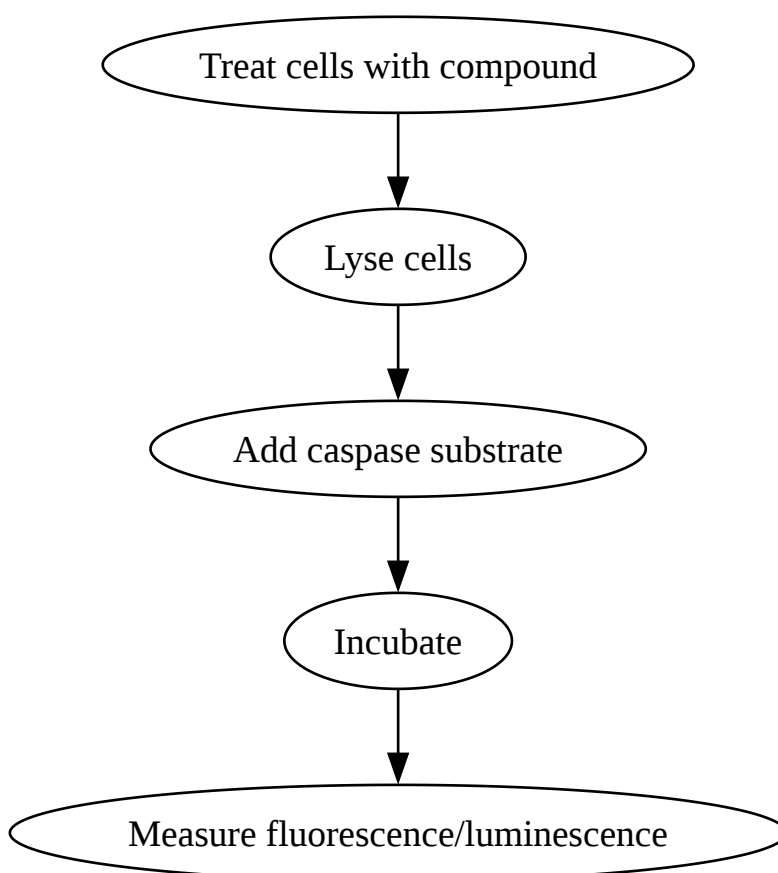 Treat cells with compound
Lyse cells
Add caspase substrate
Incubate
Measure fluorescence/luminescence